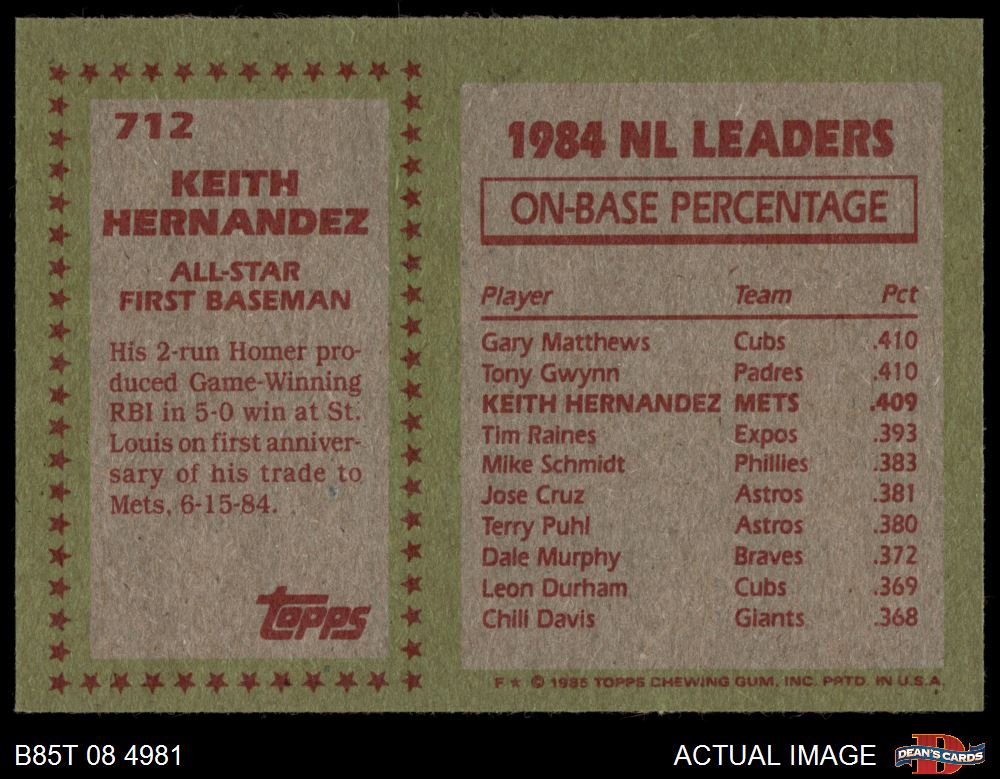 712
KEITH
HERNANDEZ
ALL-STAR
FIRST BASEMAN
His 2-run Homer pro-
duced Game-Winning
RBI in 5-0 win at St.
Louis on first anniver-
sary of his trade to
Mets, 6-15-84.
topps
1984 NL LEADERS
ON-BASE PERCENTAGE
Player Team Pct
Gary Matthews Cubs .410
Tony Gwynn Padres .410
KEITH HERNANDEZ METS .409
Tim Raines Expos .393
Mike Schmidt Phillies .383
Jose Cruz Astros .381
Terry Puhl Astros .380
Dale Murphy Braves .372
Leon Durham Cubs .369
Chili Davis Giants .368
F ★ © 1985 TOPPS CHEWING GUM, INC. PRTD. IN U.S.A.
B85T 08 4981
ACTUAL IMAGE
D
DEAN'S CARDS